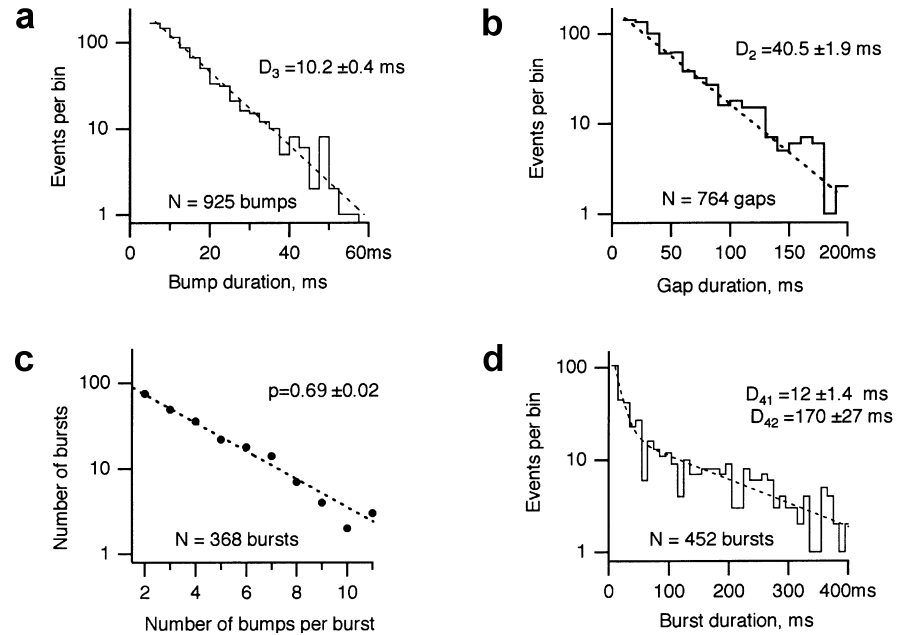 a
100
10
1
Events per bin
D3 =10.2 ±0.4 ms
N = 925 bumps
0 20 40 60ms
Bump duration, ms
b
100
10
1
Events per bin
D2 =40.5 ±1.9 ms
N = 764 gaps
0 50 100 150 200ms
Gap duration, ms
c
100
10
1
Number of bursts
p=0.69 ±0.02
N = 368 bursts
2 4 6 8 10
Number of bumps per burst
d
100
10
1
Events per bin
D41 =12 ±1.4 ms
D42 =170 ±27 ms
N = 452 bursts
0 100 200 300 400ms
Burst duration, ms